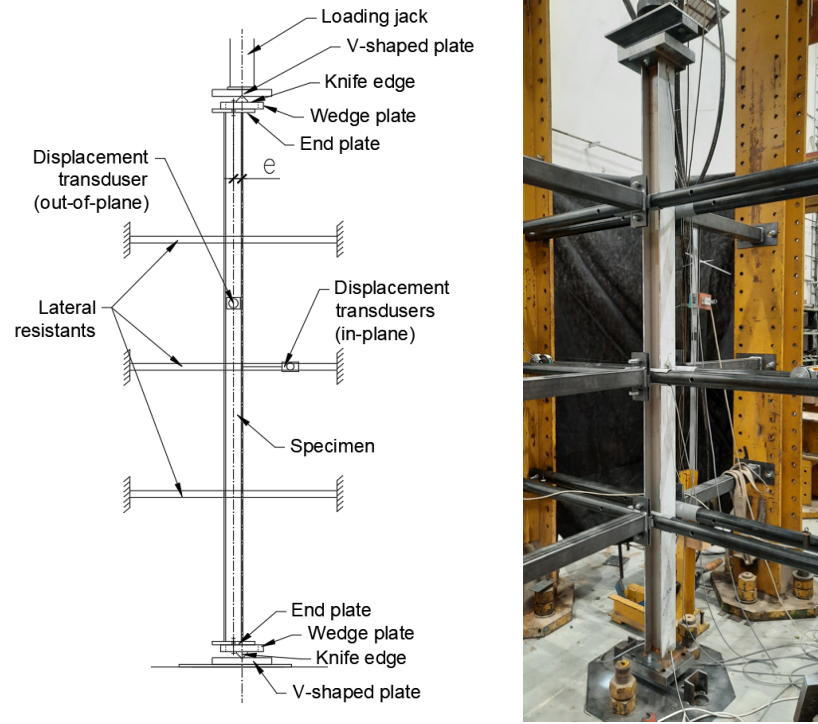 Loading jack
V-shaped plate
Knife edge
Wedge plate
End plate
Displacement
transduser
(out-of-plane)
e
Displacement
transdusers
(in-plane)
Lateral
resistants
Specimen
End plate
Wedge plate
Knife edge
V-shaped plate